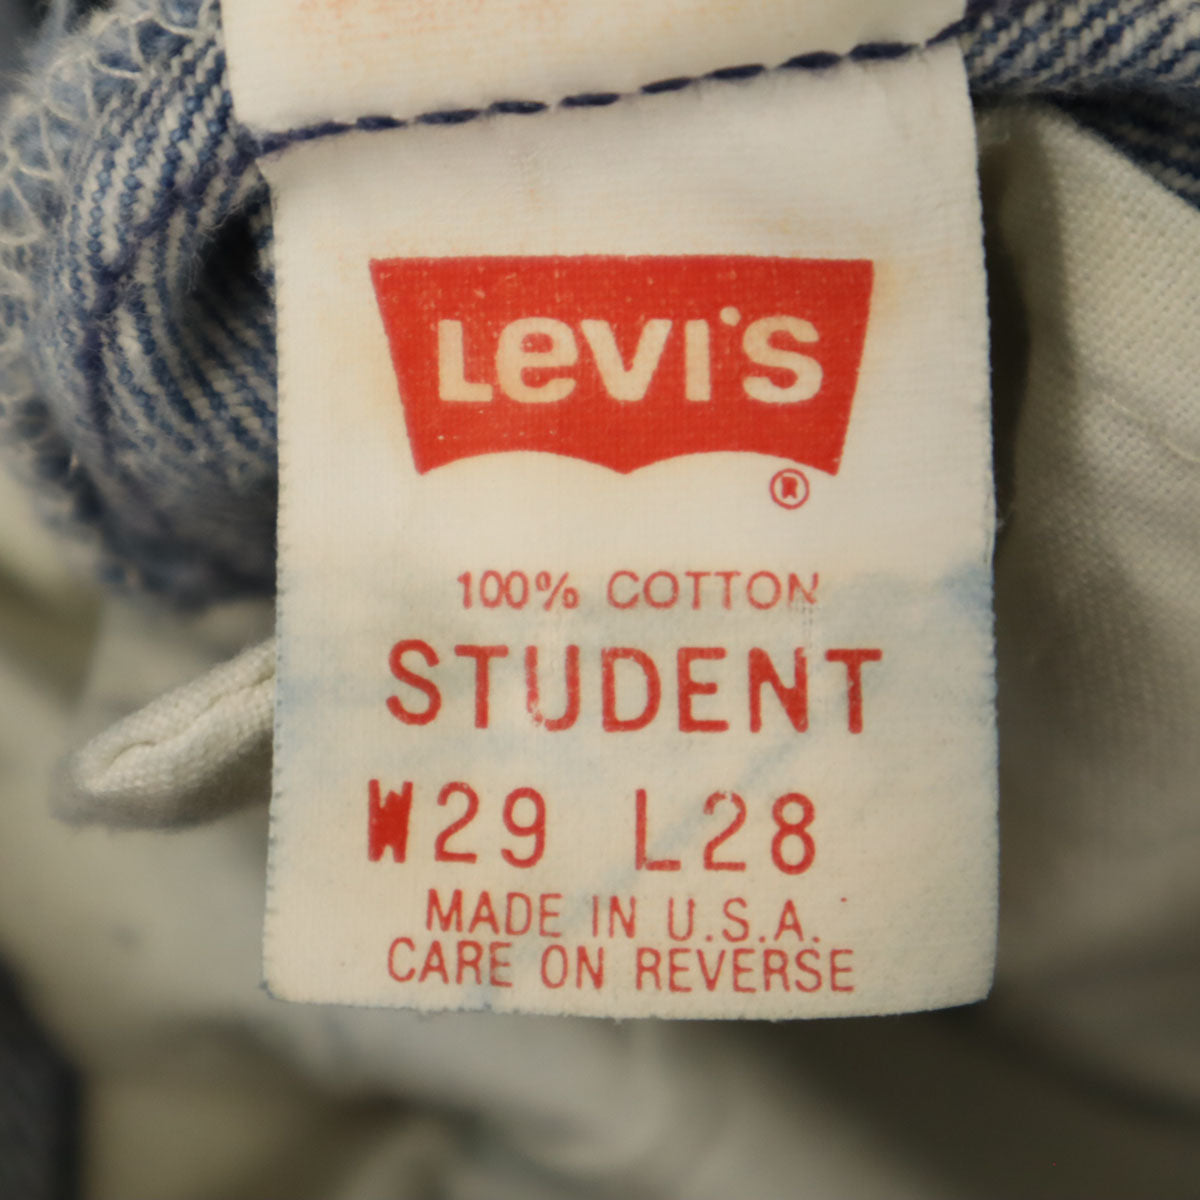 LEVI'S
®
100% COTTON
STUDENT
W29 L28
MADE IN U.S.A.
CARE ON REVERSE